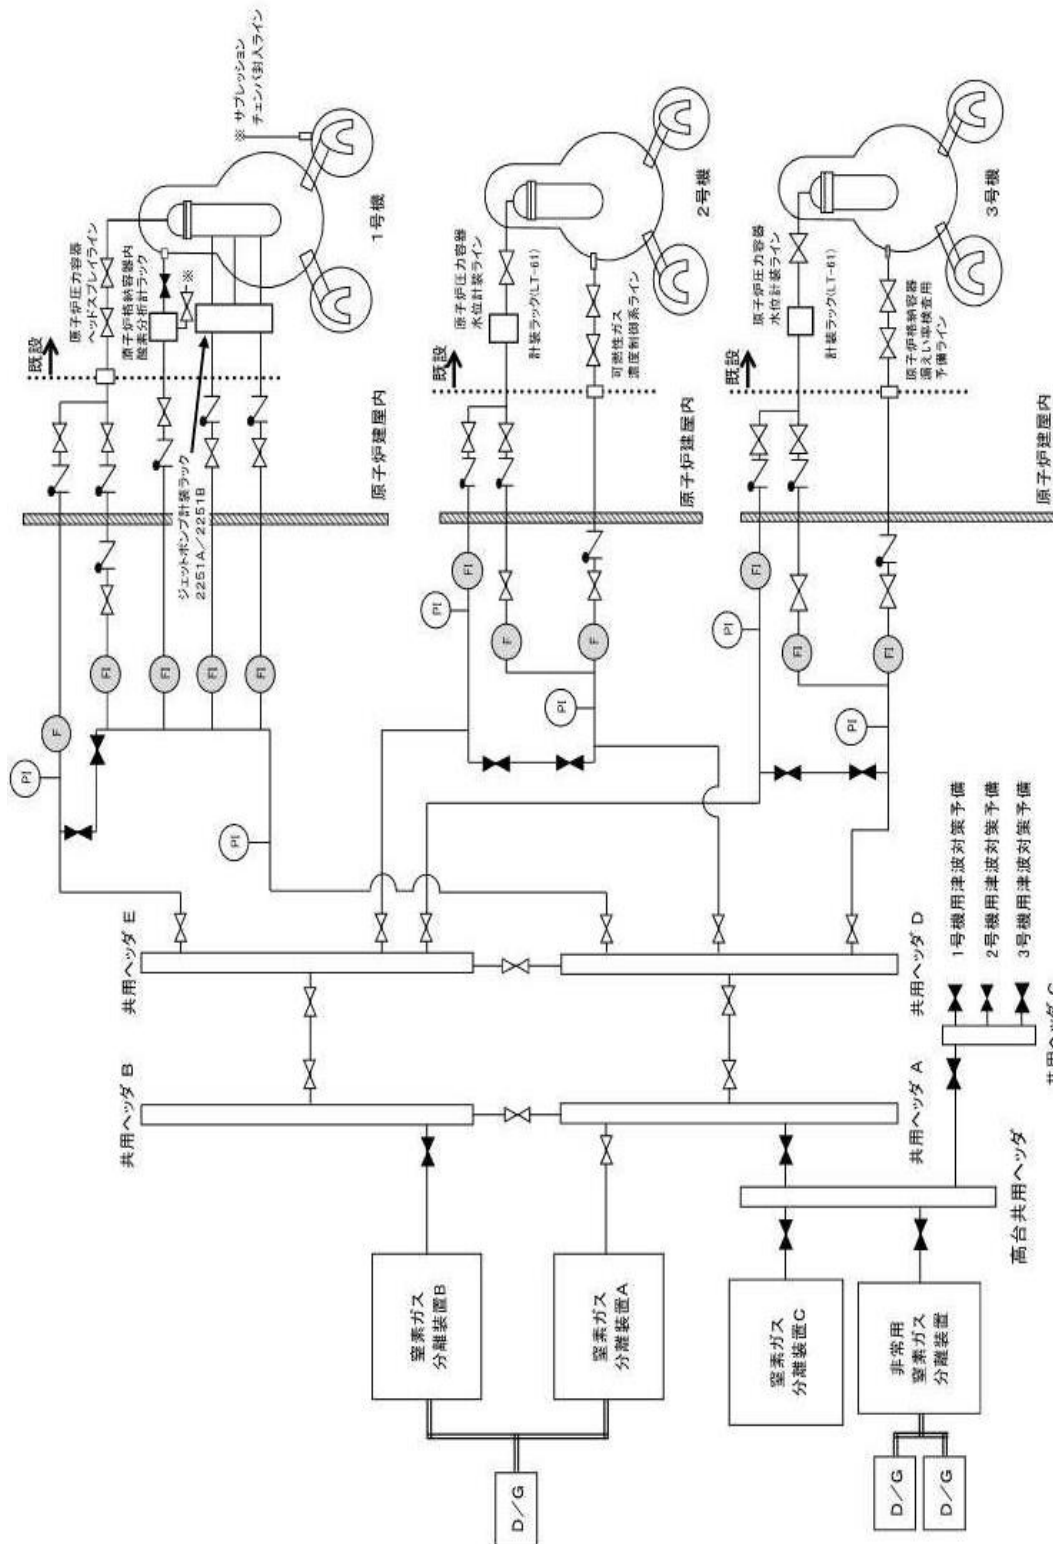 ※ サプレッション
チェンバ封入ライン
1号機
原子炉圧力容器
ヘッドスプレイライン
原子炉格納容器内
酸素分析計ラック
※
既設
ジェットポンプ計装ラック
2251A/2251B
原子炉建屋内
F
FI
FI
FI
FI
PI
PI
2号機
原子炉圧力容器
水位計装ライン
計装ラック(LT-61)
可燃性ガス
濃度制御系ライン
既設
原子炉建屋内
FI
PI
F
F
PI
3号機
原子炉圧力容器
水位計装ライン
計装ラック(LT-61)
原子炉格納容器
漏えい率検査用
予備ライン
既設
原子炉建屋内
FI
PI
FI
FI
PI
共用ヘッダ E
共用ヘッダ D
共用ヘッダ B
共用ヘッダ A
1号機用津波対策予備
2号機用津波対策予備
3号機用津波対策予備
高台共用ヘッダ
窒素ガス
分離装置B
窒素ガス
分離装置A
窒素ガス
分離装置C
非常用
窒素ガス
分離装置
D/G
D/G
D/G